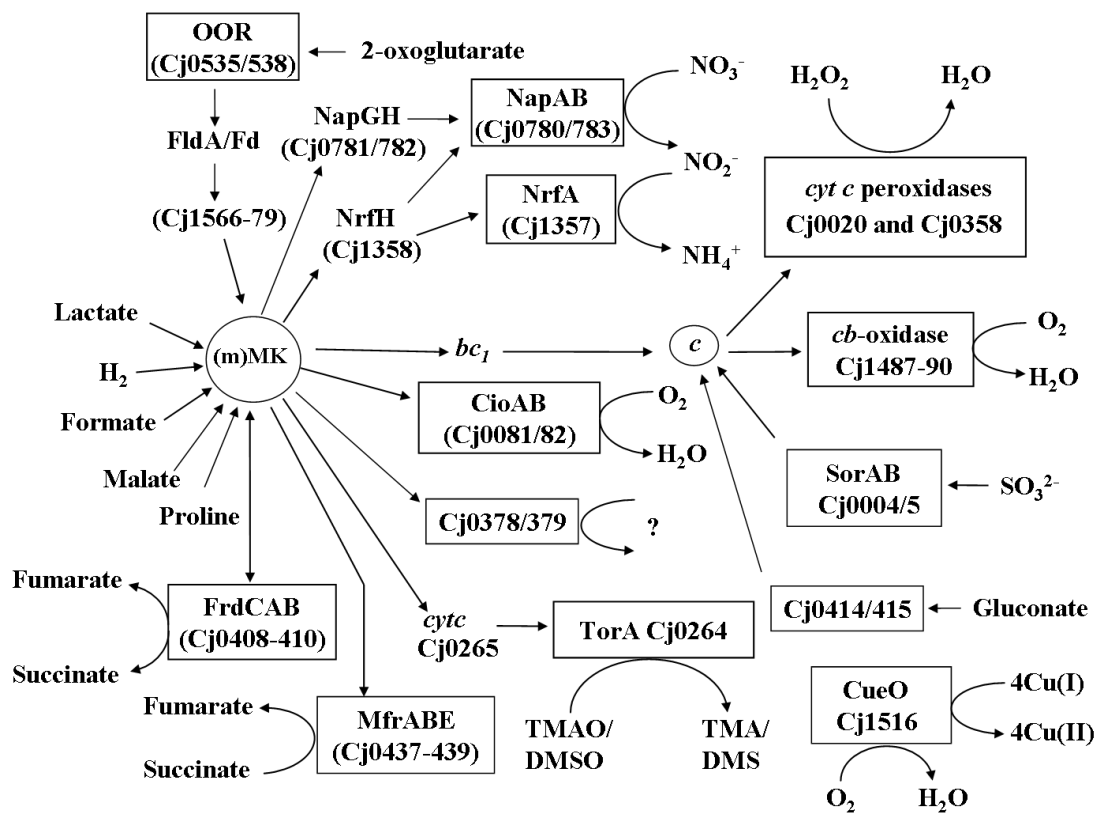 OOR
(Cj0535/538)
2-oxoglutarate
FldA/Fd
(Cj1566-79)
NapGH
(Cj0781/782)
NapAB
(Cj0780/783)
NO₃⁻
NO₂⁻
NrfH
(Cj1358)
NrfA
(Cj1357)
NH₄⁺
H₂O₂
H₂O
cyt c peroxidases
Cj0020 and Cj0358
Lactate
H₂
Formate
Malate
Proline
(m)MK
bc₁
c
cb-oxidase
Cj1487-90
O₂
H₂O
CioAB
(Cj0081/82)
O₂
H₂O
SorAB
Cj0004/5
SO₃²⁻
Cj0378/379
?
Fumarate
Succinate
FrdCAB
(Cj0408-410)
cytc
Cj0265
TorA Cj0264
Cj0414/415
Gluconate
Fumarate
Succinate
MfrABE
(Cj0437-439)
TMAO/
DMSO
TMA/
DMS
CueO
Cj1516
4Cu(I)
4Cu(II)
O₂
H₂O